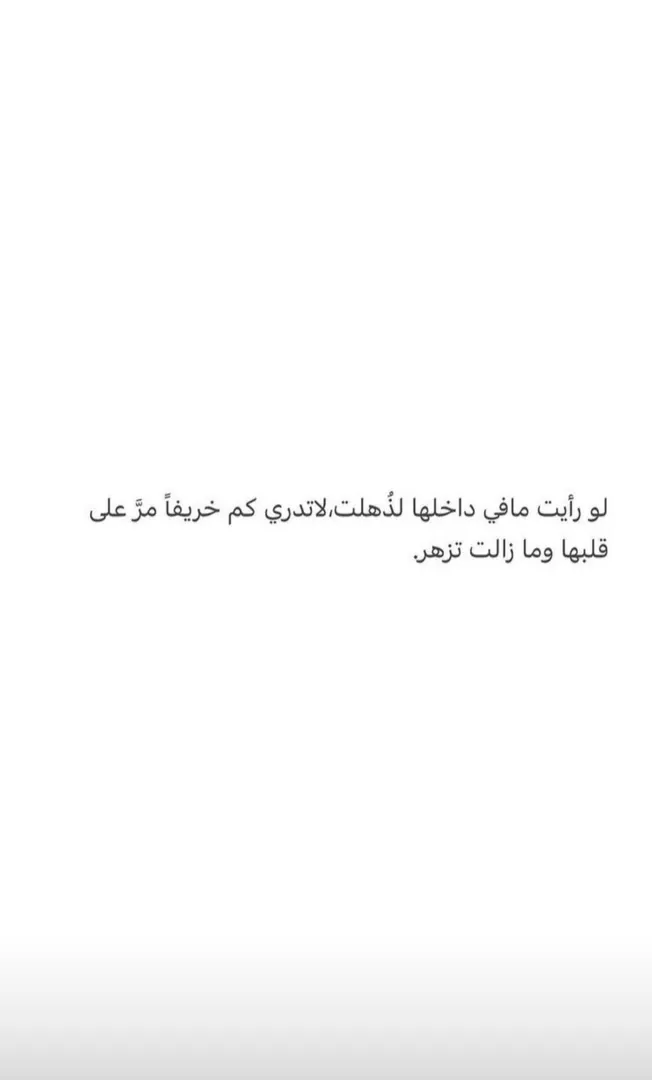 لو رأيت مافي داخلها لذُهلت،لاتدري كم خريفاً مرَّ على
قلبها وما زالت تزهر.